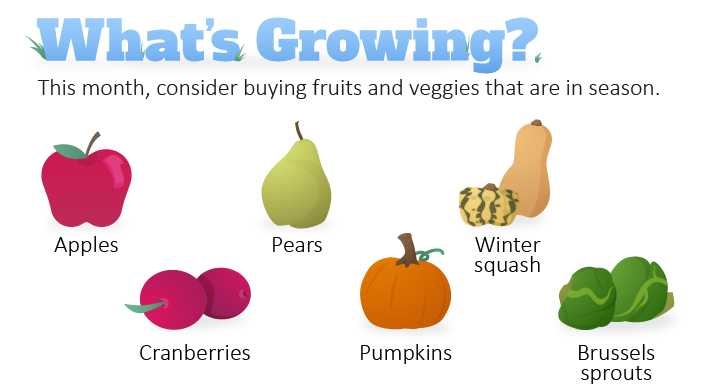 What's Growing?
This month, consider buying fruits and veggies that are in season.
Apples
Pears
Winter
squash
Cranberries
Pumpkins
Brussels
sprouts